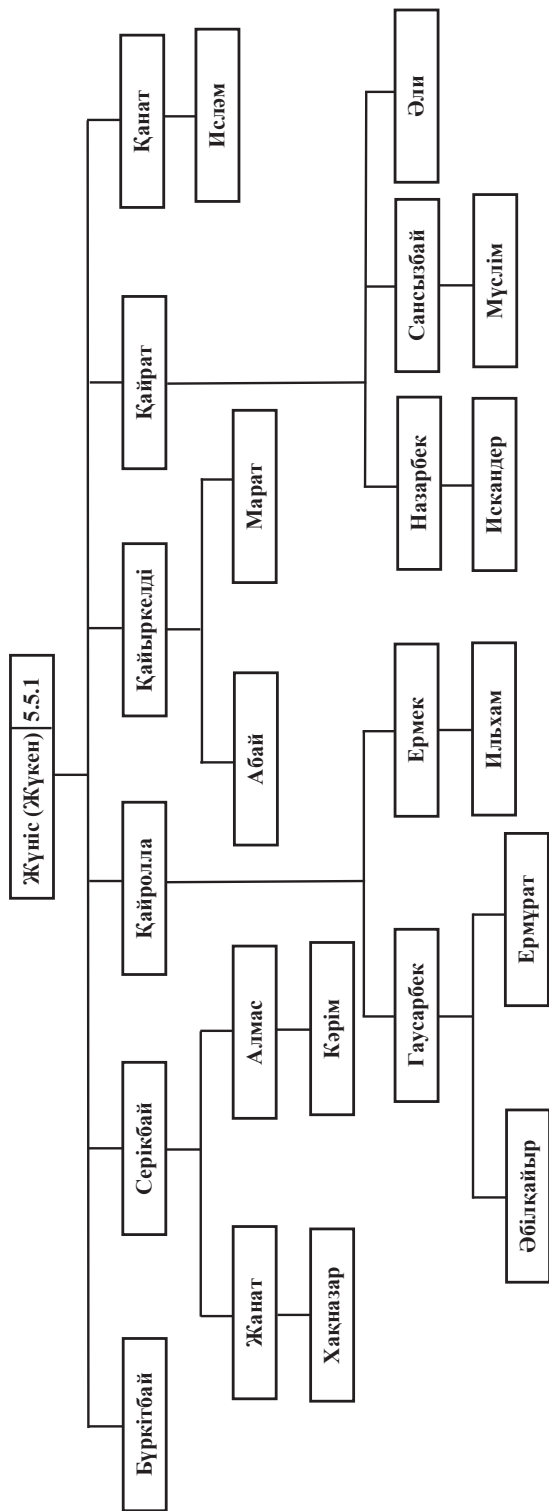 Жүніс (Жүкен) 5.5.1
Бүркітбай
Серікбай
Қайролла
Қайыркелді
Қайрат
Қанат
Жанат
Алмас
Абай
Марат
Исләм
Хақназар
Кәрім
Гаусарбек
Ермек
Назарбек
Сансызбай
Әли
Әбілқайыр
Ермұрат
Ильхам
Искандер
Мүслім